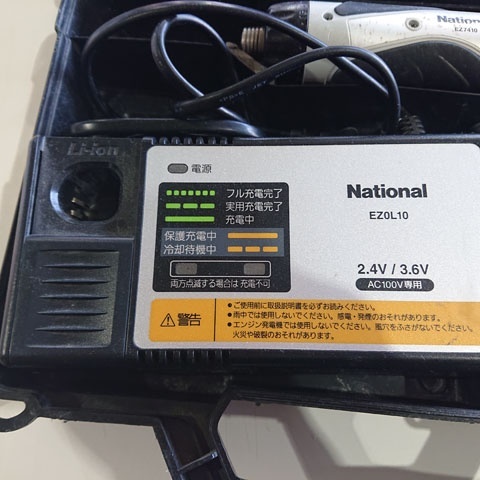 National
EZ7410
Li-ion
電源
National
EZ0L10
フル充電完了
実用充電完了
充電中
保護充電中
冷却待機中
両方点滅する場合は 充電不可
2.4V / 3.6V
AC100V専用
警告
●ご使用前に取扱説明書を必ずお読みください。
●雨中では使用しないでください。感電・発煙のおそれがあります。
●エンジン発電機では使用しないでください。風穴をふさがないでください。
火災や破裂のおそれがあります。